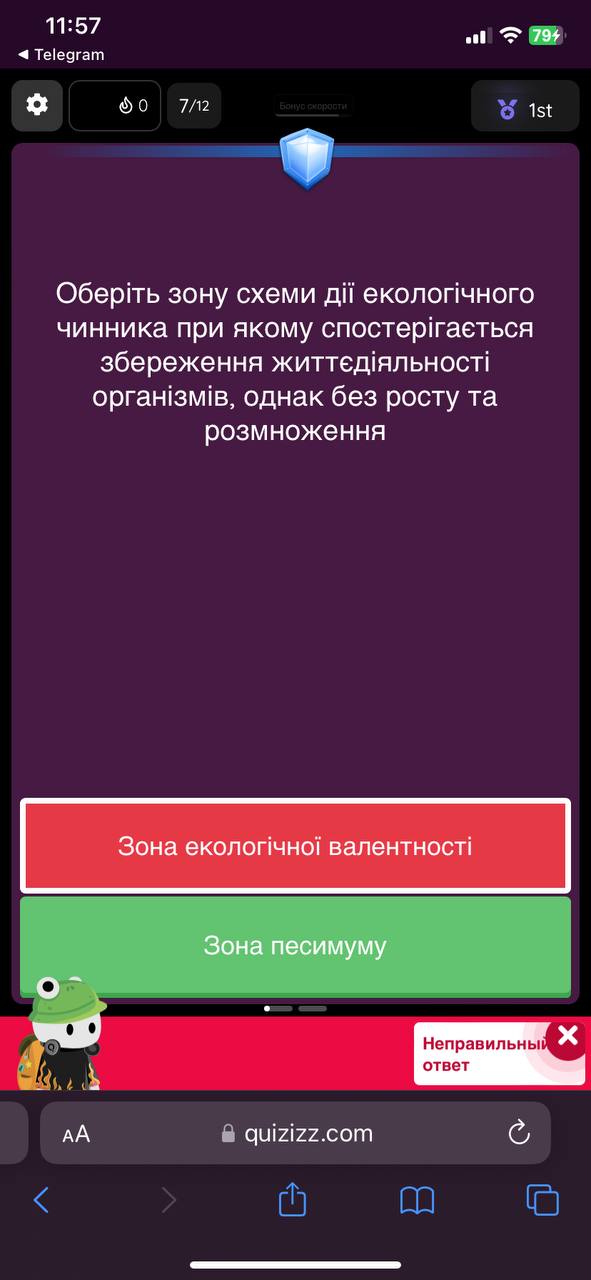 11:57
79
◀ Telegram
0
7/12
Бонус скорости
1st
Оберіть зону схеми дії екологічного
чинника при якому спостерігається
збереження життєдіяльності
організмів, однак без росту та
розмноження
Зона екологічної валентності
Зона песимуму
Неправильный
ответ
AA
quizizz.com